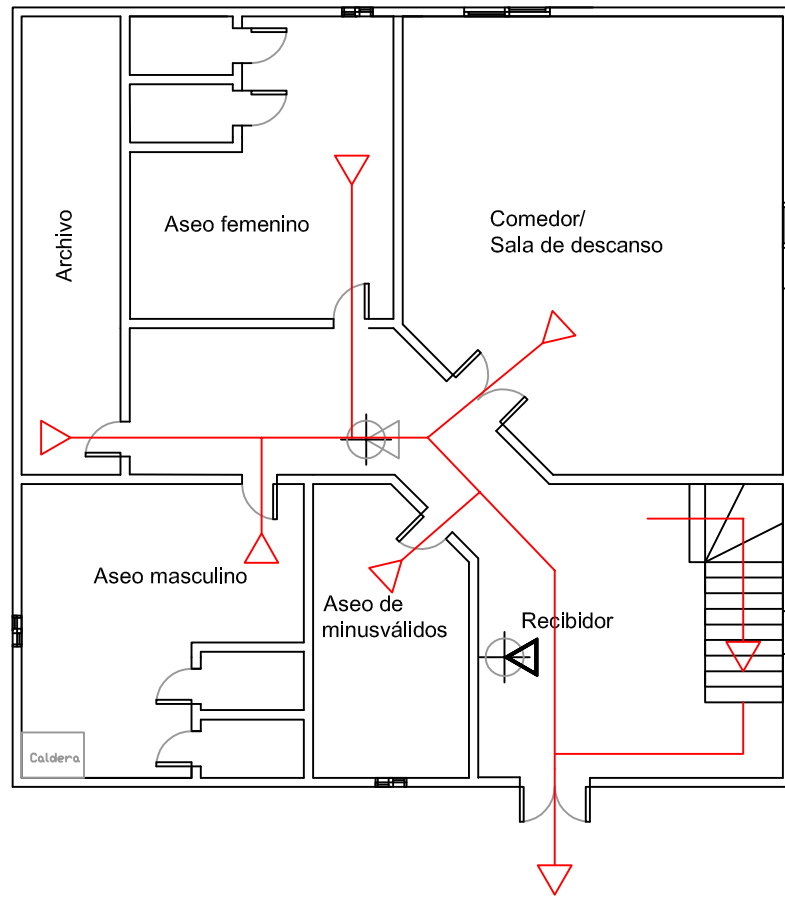 Aseo femenino
Archivo
Comedor/
Sala de descanso
Aseo masculino
Aseo de
minusválidos
Recibidor
Caldera